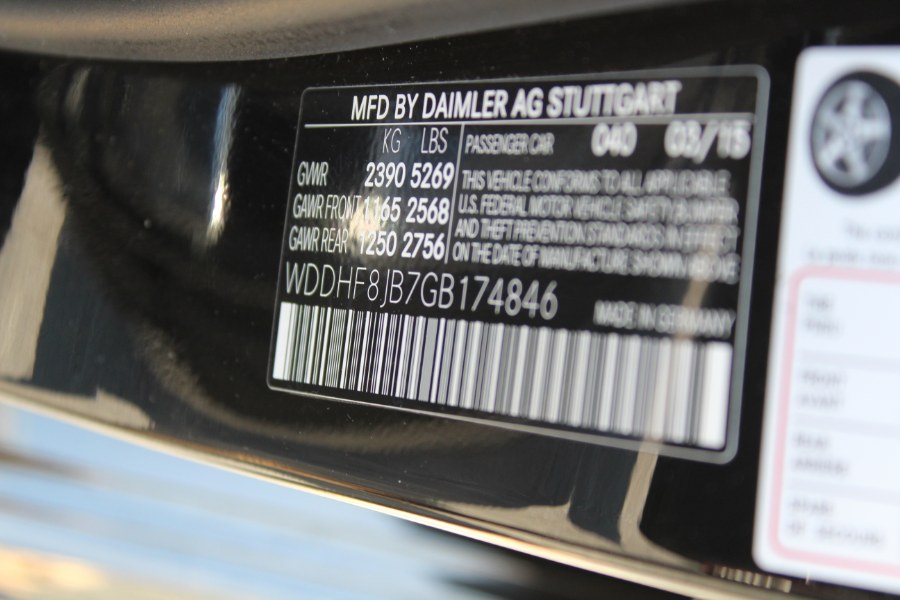 MFD BY DAIMLER AG STUTTGART
KG LBS
GVWR 2390 5269
GAWR FRONT 1165 2568
GAWR REAR 1250 2756
PASSENGER CAR 040 03/15
THIS VEHICLE CONFORMS TO ALL APPLICABLE
U.S. FEDERAL MOTOR VEHICLE SAFETY BUMPER
AND THEFT PREVENTION STANDARDS IN EFFECT
ON THE DATE OF MANUFACTURE SHOWN ABOVE
WDDHF8JB7GB174846
MADE IN GERMANY